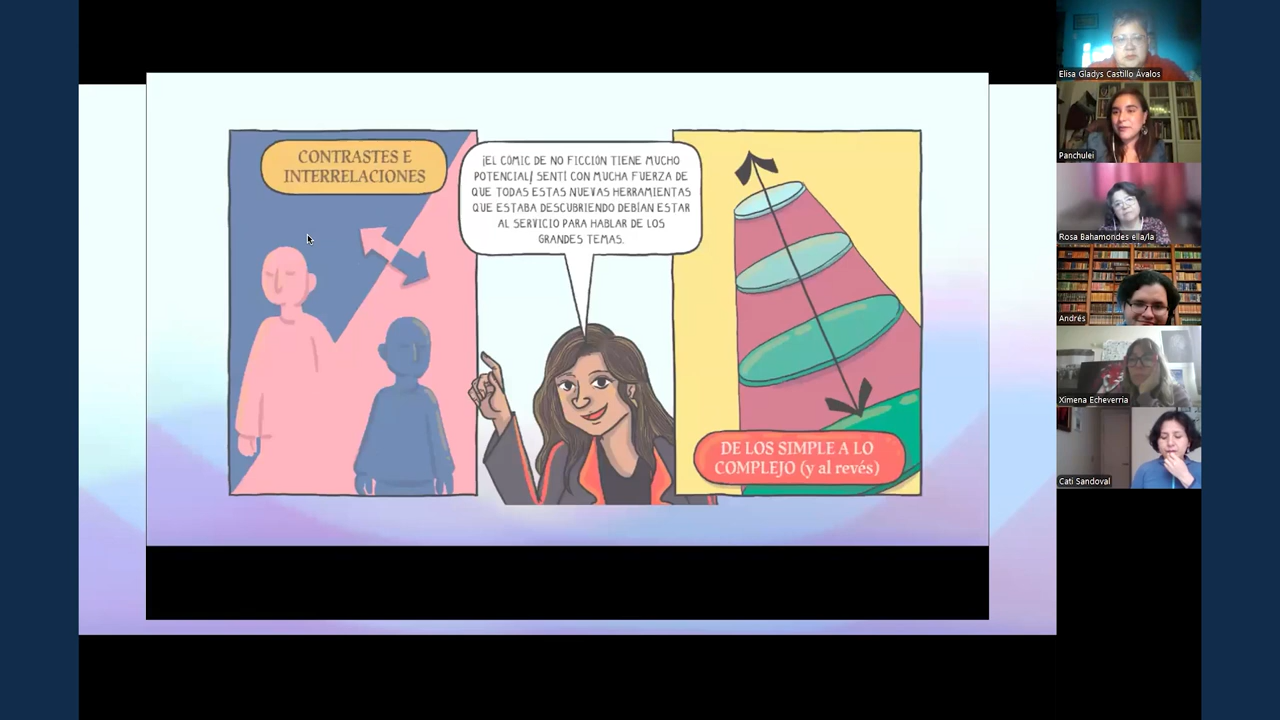 CONTRASTES E
INTERRELACIONES
¡EL COMIC DE NO FICCIÓN TIENE MUCHO
POTENCIAL! SENTÍ CON MUCHA FUERZA DE
QUE TODAS ESTAS NUEVAS HERRAMIENTAS
QUE ESTABA DESCUBRIENDO DEBÍAN ESTAR
AL SERVICIO PARA HABLAR DE LOS
GRANDES TEMAS.
DE LOS SIMPLE A LO
COMPLEJO (y al revés)
Elisa Gladys Castillo Ávalos
Panchulei
Rosa Bahamondes ella/la
Andrés
Ximena Echeverria
Cati Sandoval